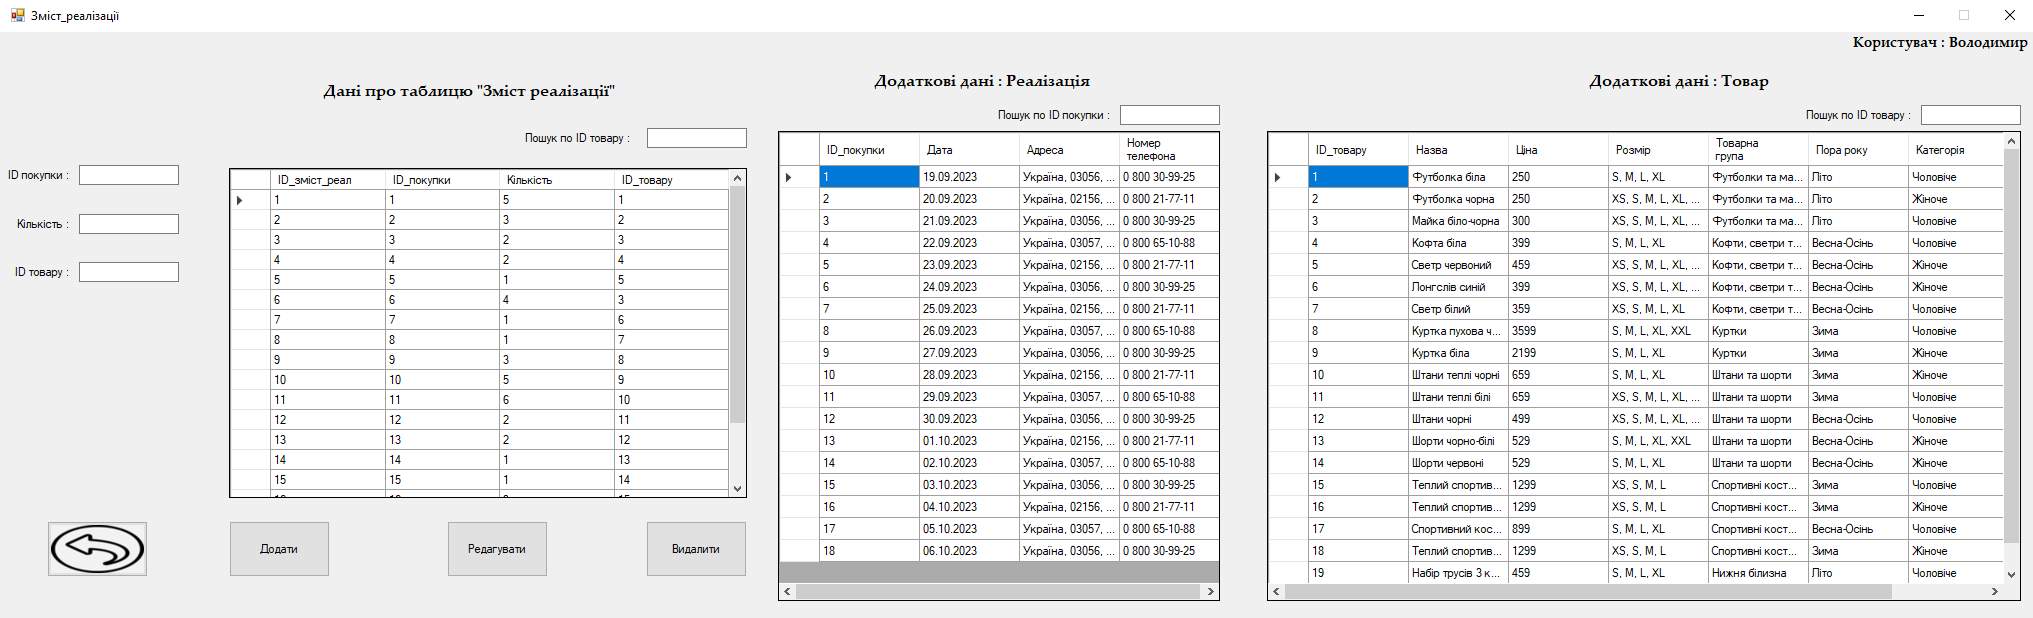 Зміст_реалізації
Користувач : Володимир
Дані про таблицю "Зміст реалізації"
Пошук по ID товару :
ID покупки :
Кількість :
ID товару :
ID_зміст_реал ID_покупки Кількість ID_товару
1 1 5 1
2 2 3 2
3 3 2 3
4 4 2 4
5 5 1 5
6 6 4 3
7 7 1 6
8 8 1 7
9 9 3 8
10 10 5 9
11 11 6 10
12 12 2 11
13 13 2 12
14 14 1 13
15 15 1 14
Додати Редагувати Видалити
Додаткові дані : Реалізація
Пошук по ID покупки :
ID_покупки Дата Адреса Номер телефона
1 19.09.2023 Україна, 03056, ... 0 800 30-99-25
2 20.09.2023 Україна, 02156, ... 0 800 21-77-11
3 21.09.2023 Україна, 03056, ... 0 800 30-99-25
4 22.09.2023 Україна, 03057, ... 0 800 65-10-88
5 23.09.2023 Україна, 02156, ... 0 800 21-77-11
6 24.09.2023 Україна, 03056, ... 0 800 30-99-25
7 25.09.2023 Україна, 02156, ... 0 800 21-77-11
8 26.09.2023 Україна, 03057, ... 0 800 65-10-88
9 27.09.2023 Україна, 03056, ... 0 800 30-99-25
10 28.09.2023 Україна, 02156, ... 0 800 21-77-11
11 29.09.2023 Україна, 03057, ... 0 800 65-10-88
12 30.09.2023 Україна, 03056, ... 0 800 30-99-25
13 01.10.2023 Україна, 02156, ... 0 800 21-77-11
14 02.10.2023 Україна, 03057, ... 0 800 65-10-88
15 03.10.2023 Україна, 03056, ... 0 800 30-99-25
16 04.10.2023 Україна, 02156, ... 0 800 21-77-11
17 05.10.2023 Україна, 03057, ... 0 800 65-10-88
18 06.10.2023 Україна, 03056, ... 0 800 30-99-25
Додаткові дані : Товар
Пошук по ID товару :
ID_товару Назва Ціна Розмір Товарна група Пора року Категорія
1 Футболка біла 250 S, M, L, XL Футболки та ма... Літо Чоловіче
2 Футболка чорна 250 XS, S, M, L, XL, ... Футболки та ма... Літо Жіноче
3 Майка біло-чорна 300 XS, S, M, L, XL, ... Футболки та ма... Літо Чоловіче
4 Кофта біла 399 S, M, L, XL Кофти, светри т... Весна-Осінь Чоловіче
5 Светр червоний 459 XS, S, M, L, XL, ... Кофти, светри т... Весна-Осінь Жіноче
6 Лонгслів синій 399 XS, S, M, L, XL, ... Кофти, светри т... Весна-Осінь Жіноче
7 Светр білий 359 XS, S, M, L, XL Кофти, светри т... Весна-Осінь Чоловіче
8 Куртка пухова ч... 3599 S, M, L, XL, XXL Куртки Зима Чоловіче
9 Куртка біла 2199 S, M, L, XL Куртки Зима Жіноче
10 Штани теплі чорні 659 S, M, L, XL Штани та шорти Зима Жіноче
11 Штани теплі білі 659 XS, S, M, L, XL, ... Штани та шорти Зима Жіноче
12 Штани чорні 499 XS, S, M, L, XL, ... Штани та шорти Весна-Осінь Чоловіче
13 Шорти чорно-білі 529 S, M, L, XL, XXL Штани та шорти Весна-Осінь Жіноче
14 Шорти червоні 529 S, M, L, XL Штани та шорти Весна-Осінь Жіноче
15 Теплий спортив... 1299 XS, S, M, L Спортивні кост... Зима Чоловіче
16 Теплий спортив... 1299 XS, S, M, L Спортивні кост... Зима Жіноче
17 Спортивний кос... 899 S, M, L, XL Спортивні кост... Весна-Осінь Чоловіче
18 Теплий спортив... 1299 XS, S, M, L Спортивні кост... Зима Жіноче
19 Набір трусів 3 к... 459 S, M, L, XL Нижня білизна Літо Чоловіче